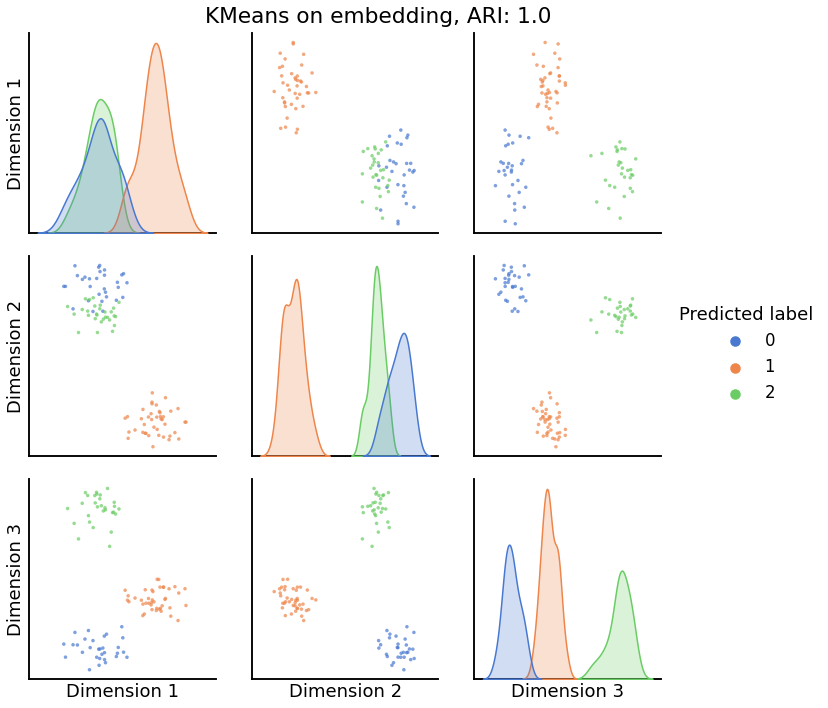 KMeans on embedding, ARI: 1.0
Dimension 1
Dimension 2
Predicted label
0
1
2
Dimension 3
Dimension 1
Dimension 2
Dimension 3